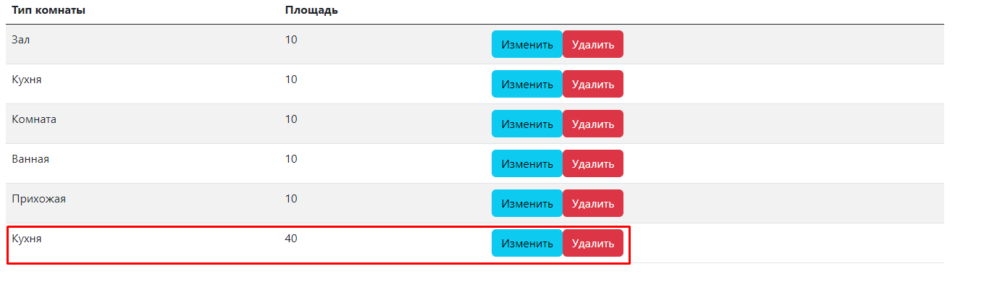 Тип комнаты Площадь
Зал 10 Изменить Удалить
Кухня 10 Изменить Удалить
Комната 10 Изменить Удалить
Ванная 10 Изменить Удалить
Прихожая 10 Изменить Удалить
Кухня 40 Изменить Удалить